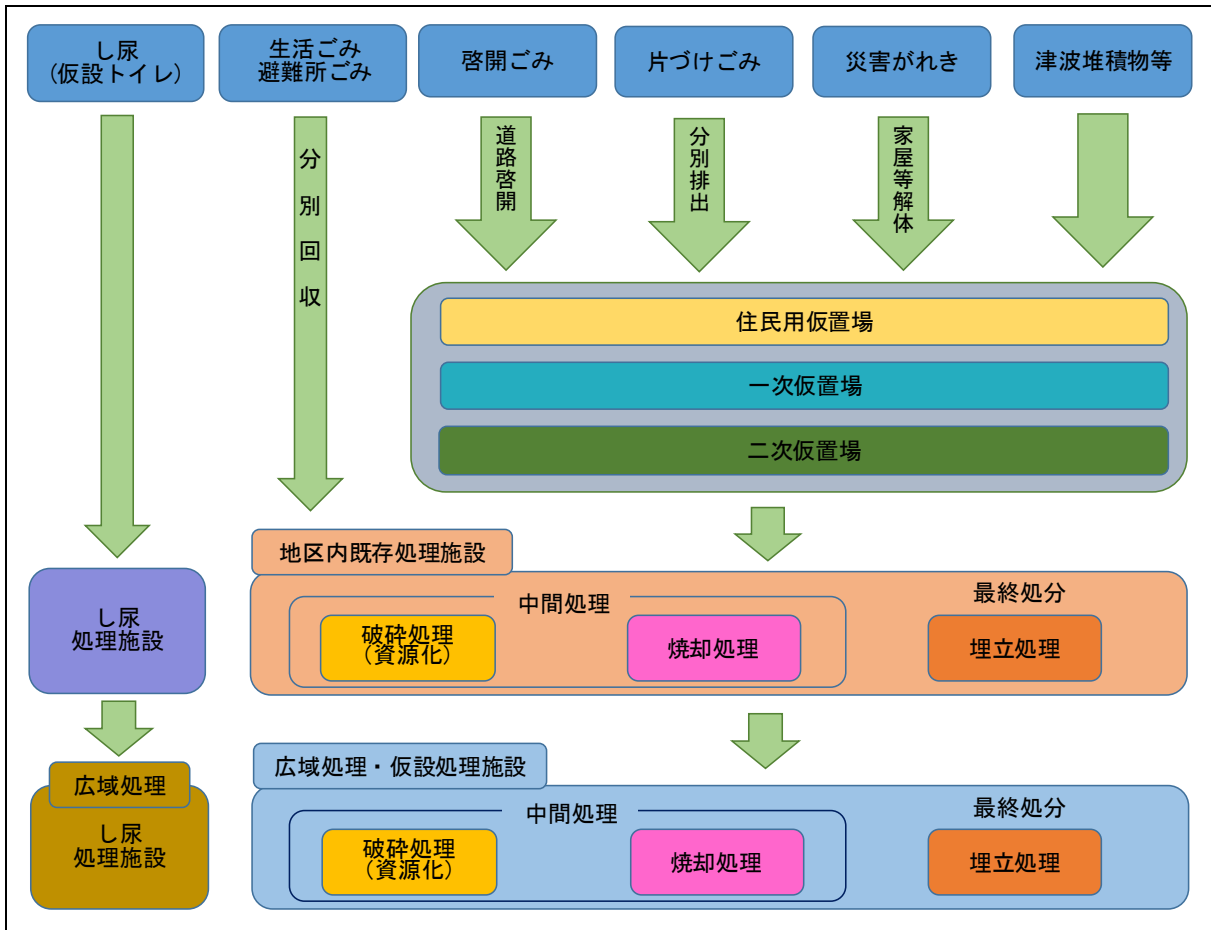 し尿
(仮設トイレ)
生活ごみ
避難所ごみ
啓開ごみ
片づけごみ
災害がれき
津波堆積物等
分別回収
道路啓開
分別排出
家屋等解体
住民用仮置場
一次仮置場
二次仮置場
地区内既存処理施設
し尿
処理施設
中間処理
最終処分
破砕処理
(資源化)
焼却処理
埋立処理
広域処理
し尿
処理施設
広域処理・仮設処理施設
中間処理
最終処分
破砕処理
(資源化)
焼却処理
埋立処理